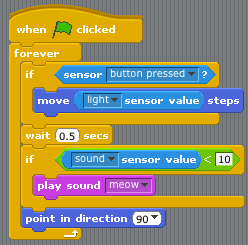 when clicked
forever
if sensor button pressed ?
move light sensor value steps
wait 0.5 secs
if sound sensor value < 10
play sound meow
point in direction 90